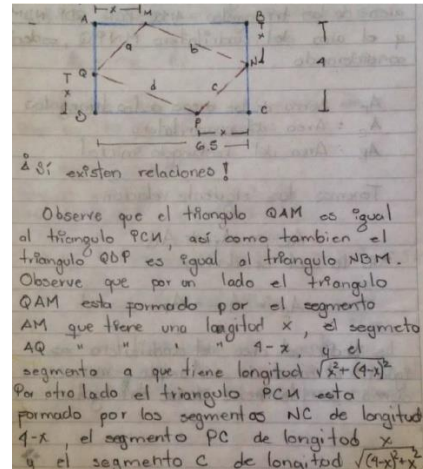 x
A M B
a b x
Q N 4
x d c
D P C
x
6.5
¡Sí existen relaciones!
Observe que el triangulo QAM es igual
al triangulo PCN, así como tambien el
triangulo QDP es igual al triangulo NBM.
Observe que por un lado el triangulo
QAM esta formado por el segmento
AM que tiene una longitud x, el segmeto
AQ " " " " 4-x, y el
segmento a que tiene longitud √x²+(4-x)²
Por otro lado el triangulo PCN esta
formado por los segmentos NC de longitud
4-x, el segmento PC de longitud x
y el segmento C de longitud √(4-x)²+x²